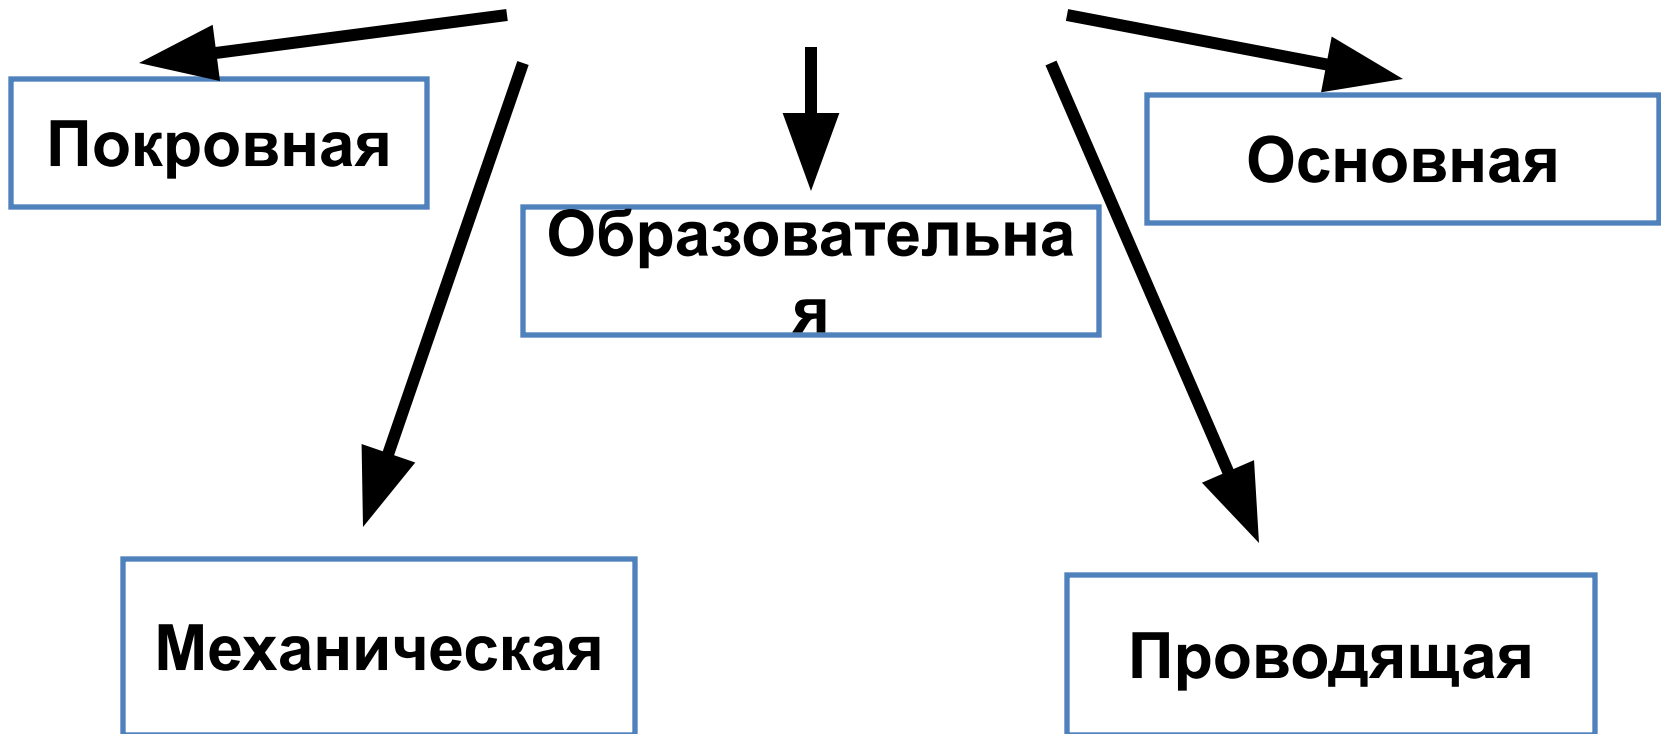 Покровная
Основная
Образовательна
я
Механическая
Проводящая